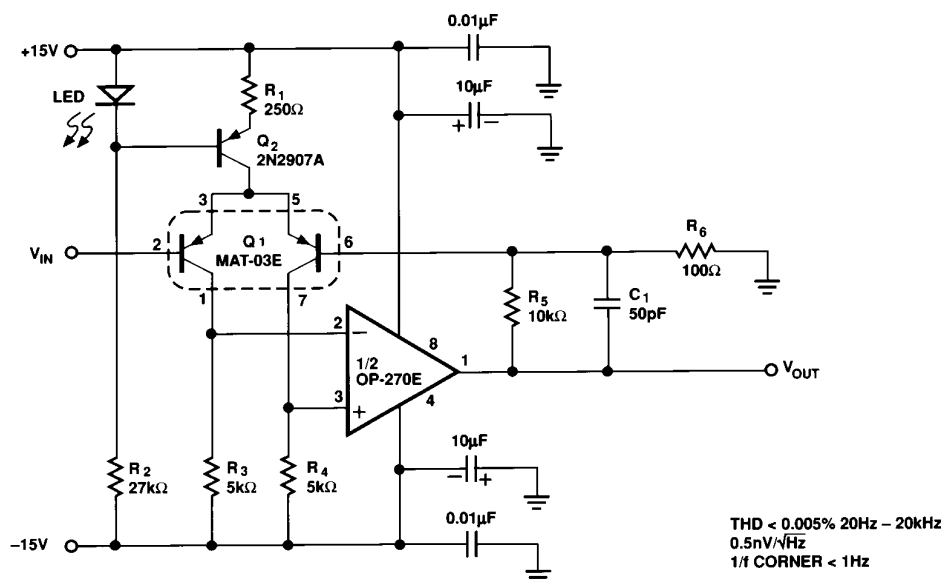 0.01µF
+15V
LED
R1
250Ω
10µF
+ −
Q2
2N2907A
3
5
VIN
2
Q1
MAT-03E
6
R6
100Ω
1
7
R5
10kΩ
C1
50pF
2
−
8
1/2
OP-270E
1
VOUT
3
+
4
10µF
− +
R2
27kΩ
R3
5kΩ
R4
5kΩ
0.01µF
−15V
THD < 0.005% 20Hz – 20kHz
0.5nV/√Hz
1/f CORNER < 1Hz